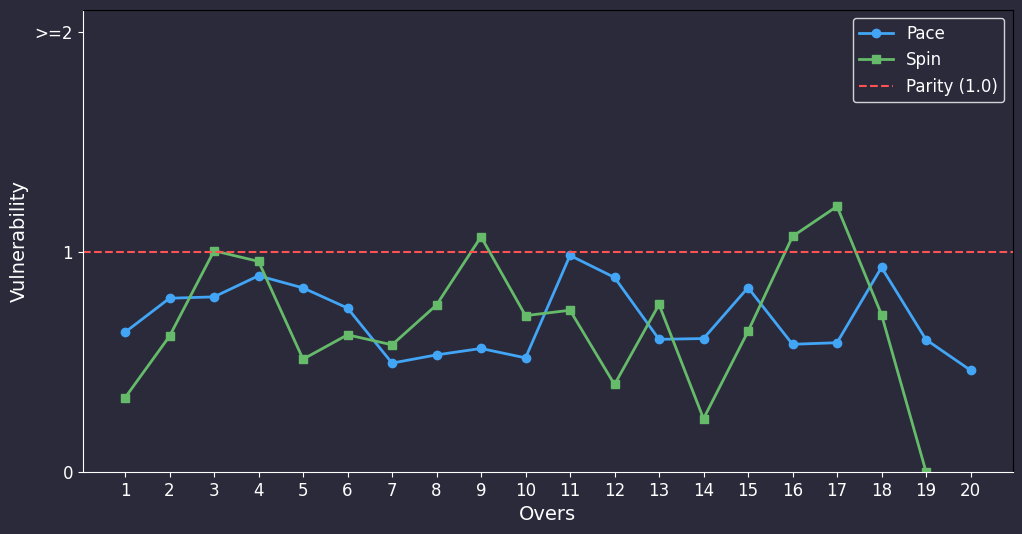 >=2
1
0
Vulnerability
Pace
Spin
Parity (1.0)
1 2 3 4 5 6 7 8 9 10 11 12 13 14 15 16 17 18 19 20
Overs